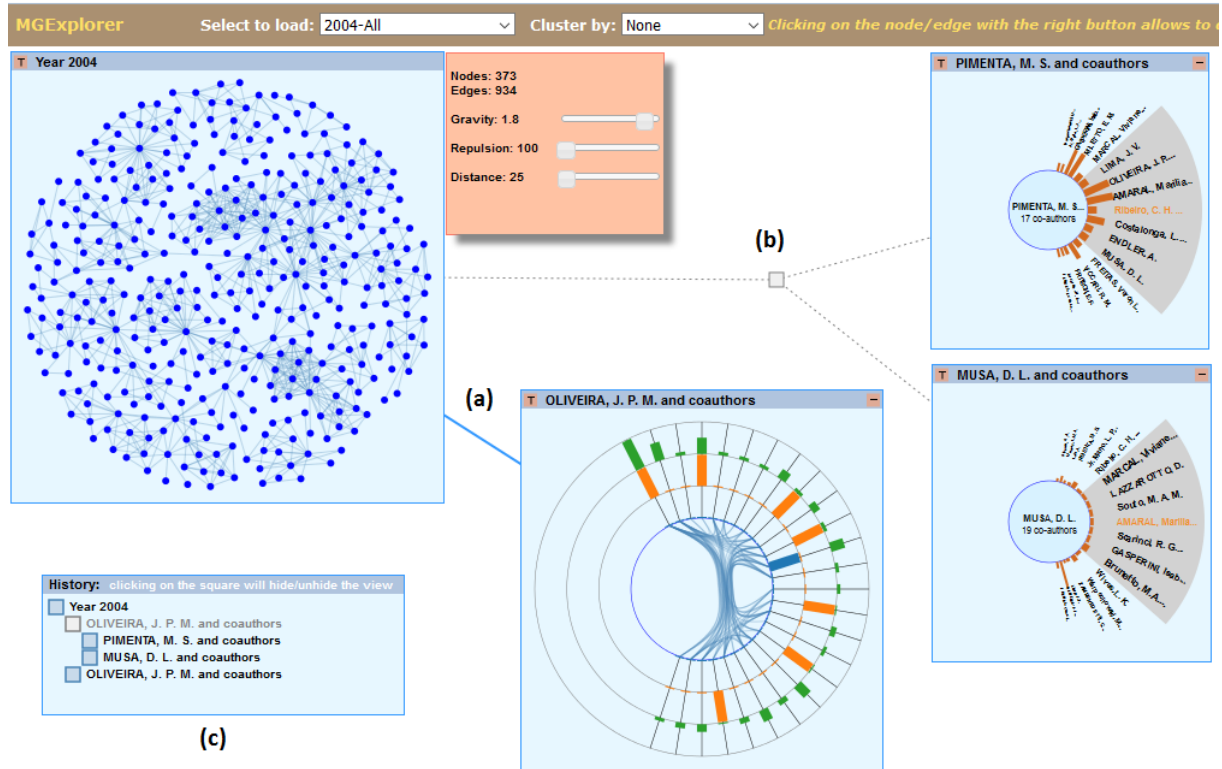 MGExplorer Select to load: 2004-All Cluster by: None Clicking on the node/edge with the right button allows to
T Year 2004
Nodes: 373
Edges: 934
Gravity: 1.8
Repulsion: 100
Distance: 25
(b)
T PIMENTA, M. S. and coauthors
MARCAL, Viviane...
LIMA, J. V.
OLIVEIRA, J. P....
AMARAL, Marilia...
Ribeiro, C. H. ...
Costalonga, L....
ENDLER, A.
MUSA, D. L.
PIMENTA, M. S...
17 co-authors
(a)
T OLIVEIRA, J. P. M. and coauthors
T MUSA, D. L. and coauthors
Ribeiro, C. H. ...
MARCAL, Viviane...
LAZZAROTTO, D.
Souto, M. A. M.
AMARAL, Marilia...
Scarinci, R. G...
GASPERINI, Isab...
Brunetto, M.A....
MUSA, D. L.
19 co-authors
History: clicking on the square will hide/unhide the view
Year 2004
OLIVEIRA, J. P. M. and coauthors
PIMENTA, M. S. and coauthors
MUSA, D. L. and coauthors
OLIVEIRA, J. P. M. and coauthors
(c)